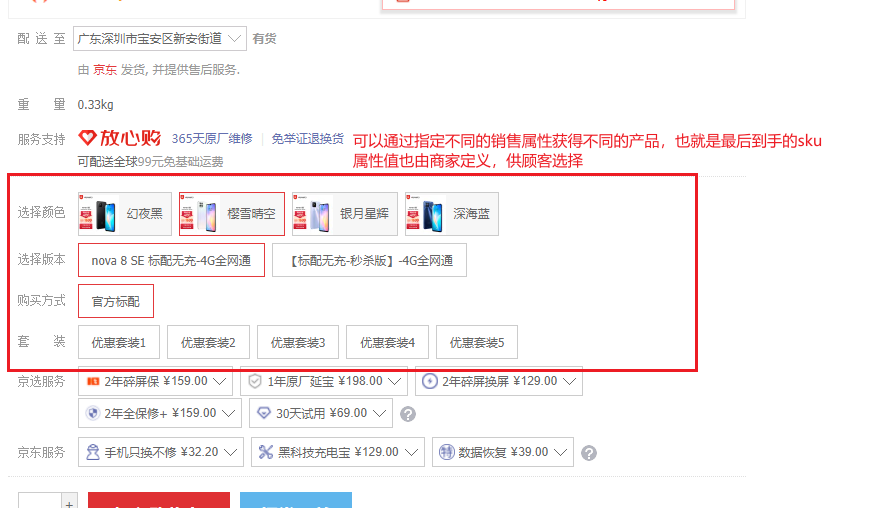 配送至 广东深圳市宝安区新安街道 有货
由 京东 发货, 并提供售后服务.
重量 0.33kg
服务支持 放心购 365天原厂维修 免举证退换货
可配送全球99元免基础运费
可以通过指定不同的销售属性获得不同的产品，也就是最后到手的sku
属性值也由商家定义，供顾客选择
选择颜色 幻夜黑 樱雪晴空 银月星辉 深海蓝
选择版本 nova 8 SE 标配无充-4G全网通 【标配无充-秒杀版】-4G全网通
购买方式 官方标配
套装 优惠套装1 优惠套装2 优惠套装3 优惠套装4 优惠套装5
京选服务 2年碎屏保 ¥159.00 1年原厂延宝 ¥198.00 2年碎屏换屏 ¥129.00
2年全保修+ ¥159.00 30天试用 ¥69.00 ?
京东服务 手机只换不修 ¥32.20 黑科技充电宝 ¥129.00 数据恢复 ¥39.00 ?
+